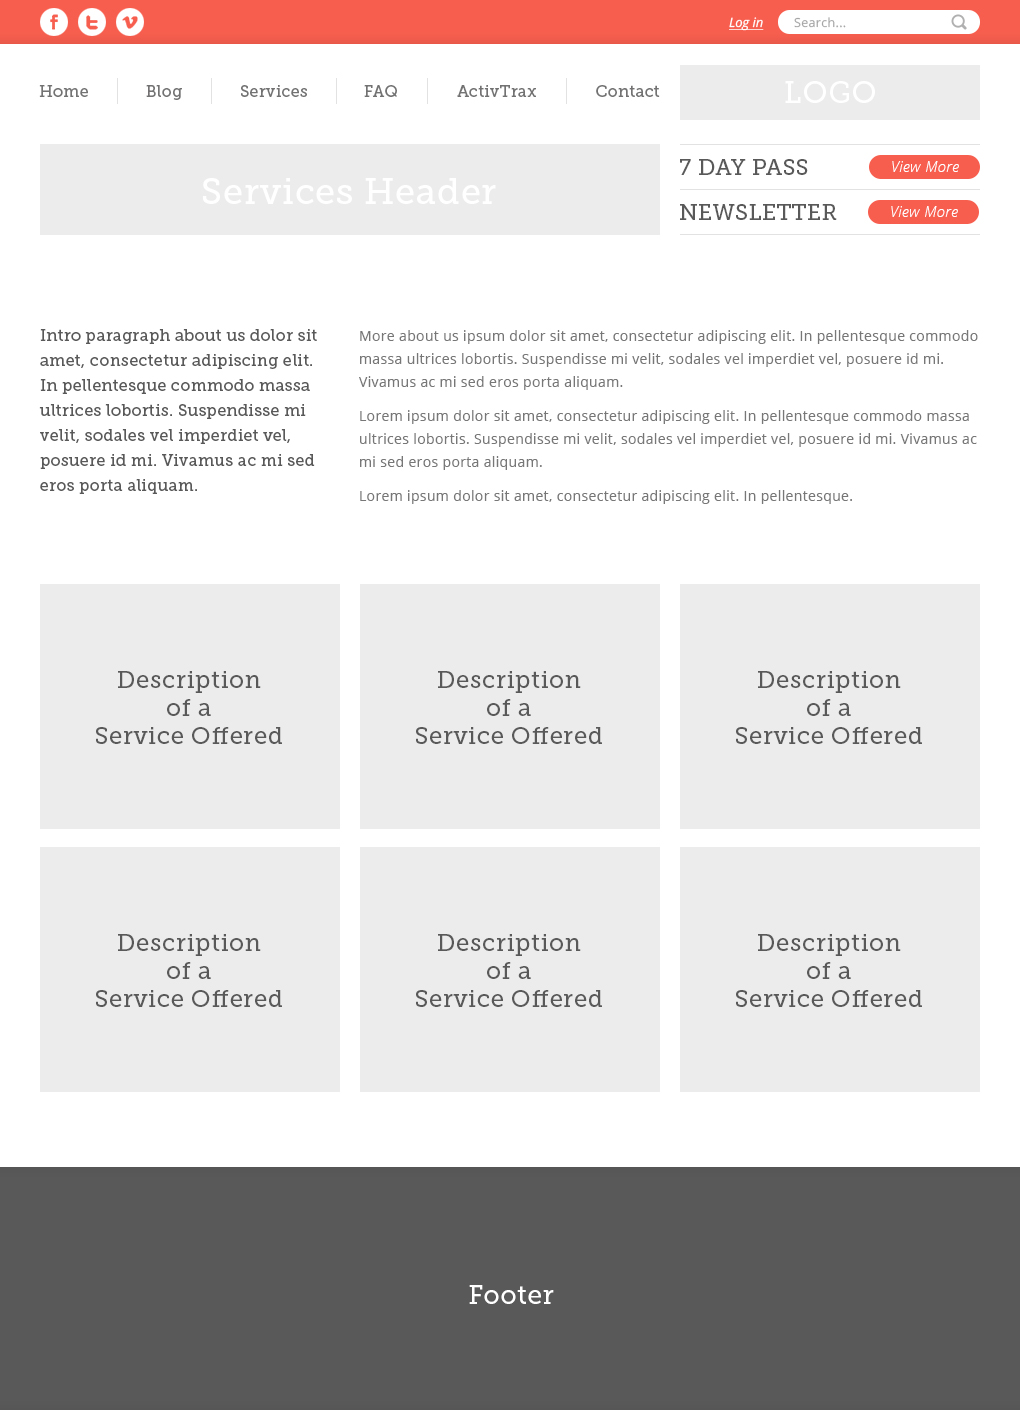 Log in Search...
Home Blog Services FAQ ActivTrax Contact
LOGO
Services Header
7 DAY PASS View More
NEWSLETTER View More
Intro paragraph about us dolor sit
amet, consectetur adipiscing elit.
In pellentesque commodo massa
ultrices lobortis. Suspendisse mi
velit, sodales vel imperdiet vel,
posuere id mi. Vivamus ac mi sed
eros porta aliquam.
More about us ipsum dolor sit amet, consectetur adipiscing elit. In pellentesque commodo
massa ultrices lobortis. Suspendisse mi velit, sodales vel imperdiet vel, posuere id mi.
Vivamus ac mi sed eros porta aliquam.
Lorem ipsum dolor sit amet, consectetur adipiscing elit. In pellentesque commodo massa
ultrices lobortis. Suspendisse mi velit, sodales vel imperdiet vel, posuere id mi. Vivamus ac
mi sed eros porta aliquam.
Lorem ipsum dolor sit amet, consectetur adipiscing elit. In pellentesque.
Description
of a
Service Offered
Description
of a
Service Offered
Description
of a
Service Offered
Description
of a
Service Offered
Description
of a
Service Offered
Description
of a
Service Offered
Footer